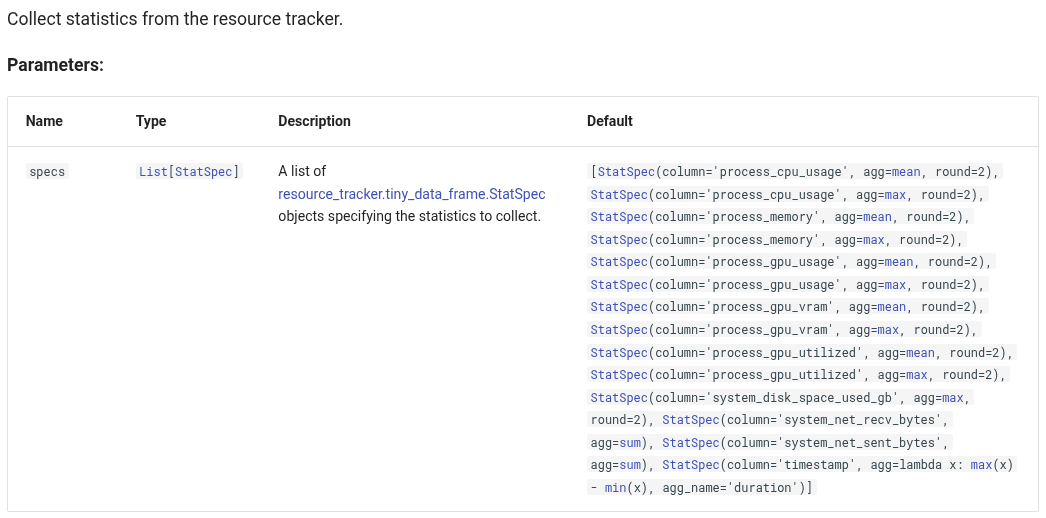 Collect statistics from the resource tracker.
Parameters:
Name Type Description Default
specs List[StatSpec] A list of
resource_tracker.tiny_data_frame.StatSpec
objects specifying the statistics to collect.
[StatSpec(column='process_cpu_usage', agg=mean, round=2),
StatSpec(column='process_cpu_usage', agg=max, round=2),
StatSpec(column='process_memory', agg=mean, round=2),
StatSpec(column='process_memory', agg=max, round=2),
StatSpec(column='process_gpu_usage', agg=mean, round=2),
StatSpec(column='process_gpu_usage', agg=max, round=2),
StatSpec(column='process_gpu_vram', agg=mean, round=2),
StatSpec(column='process_gpu_vram', agg=max, round=2),
StatSpec(column='process_gpu_utilized', agg=mean, round=2),
StatSpec(column='process_gpu_utilized', agg=max, round=2),
StatSpec(column='system_disk_space_used_gb', agg=max,
round=2), StatSpec(column='system_net_recv_bytes',
agg=sum), StatSpec(column='system_net_sent_bytes',
agg=sum), StatSpec(column='timestamp', agg=lambda x: max(x)
- min(x), agg_name='duration')]